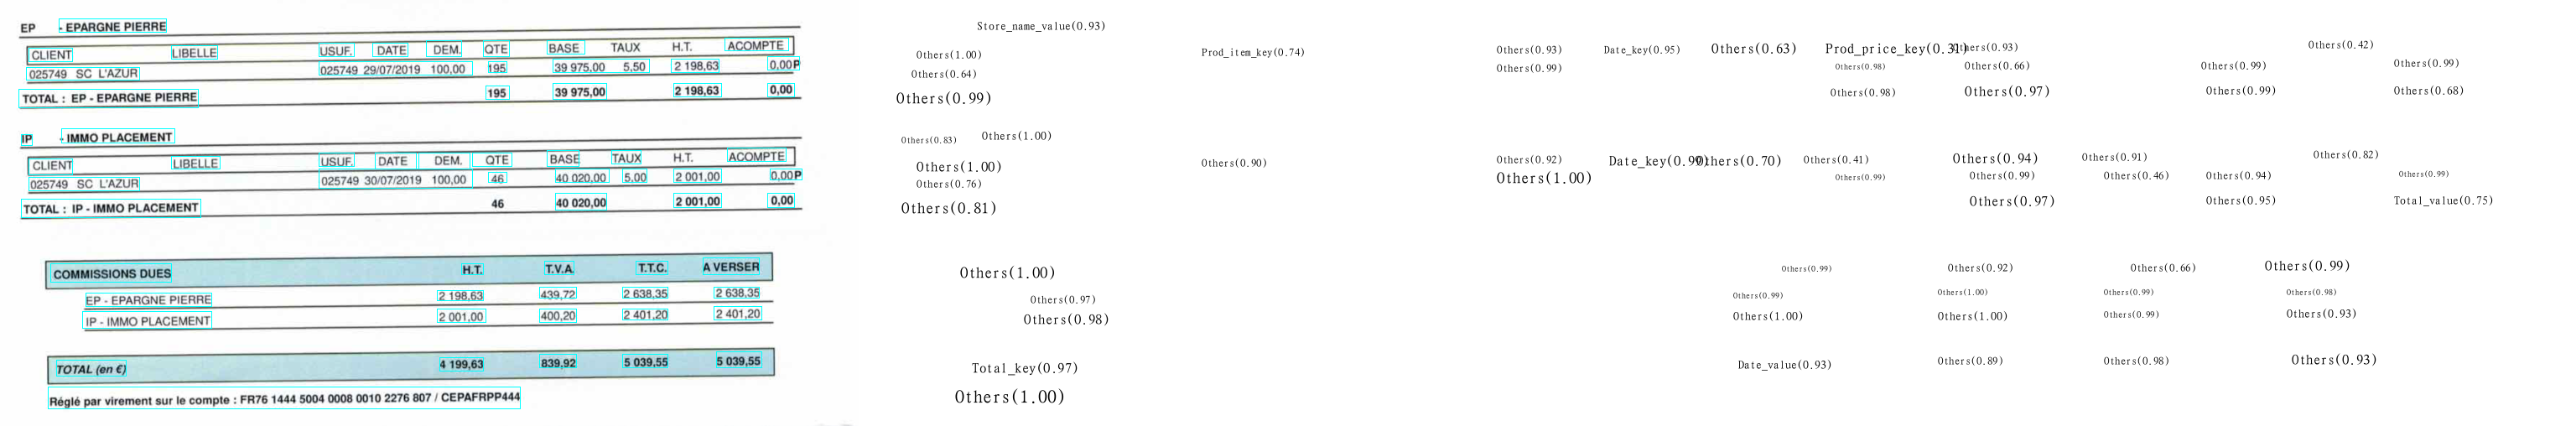 EP - EPARGNE PIERRE Store_name_value(0.93)
CLIENT LIBELLE USUF. DATE DEM. QTE BASE TAUX H.T. ACOMPTE Others(1.00) Prod_item_key(0.74) Others(0.93) Date_key(0.95) Others(0.63) Prod_price_key(0.31) Others(0.93) Others(0.42)
025749 SC L'AZUR 025749 29/07/2019 100,00 195 39 975,00 5,50 2 198,63 0,00P Others(0.64) Others(0.99) Others(0.98) Others(0.66) Others(0.99) Others(0.99)
TOTAL : EP - EPARGNE PIERRE 195 39 975,00 2 198,63 0,00 Others(0.99) Others(0.98) Others(0.97) Others(0.99) Others(0.68)
IP - IMMO PLACEMENT Others(0.83) Others(1.00)
CLIENT LIBELLE USUF. DATE DEM. QTE BASE TAUX H.T. ACOMPTE Others(1.00) Others(0.90) Others(0.92) Date_key(0.99) Others(0.70) Others(0.41) Others(0.94) Others(0.91) Others(0.82)
025749 SC L'AZUR 025749 30/07/2019 100,00 46 40 020,00 5,00 2 001,00 0,00P Others(0.76) Others(1.00) Others(0.99) Others(0.99) Others(0.46) Others(0.94) Others(0.99)
TOTAL : IP - IMMO PLACEMENT 46 40 020,00 2 001,00 0,00 Others(0.81) Others(0.97) Others(0.95) Total_value(0.75)
COMMISSIONS DUES H.T. T.V.A. T.T.C. A VERSER Others(1.00) Others(0.99) Others(0.92) Others(0.66) Others(0.99)
EP - EPARGNE PIERRE 2 198,63 439,72 2 638,35 2 638,35 Others(0.97) Others(0.99) Others(1.00) Others(0.99) Others(0.98)
IP - IMMO PLACEMENT 2 001,00 400,20 2 401,20 2 401,20 Others(0.98) Others(1.00) Others(1.00) Others(0.99) Others(0.93)
TOTAL (en €) 4 199,63 839,92 5 039,55 5 039,55 Total_key(0.97) Date_value(0.93) Others(0.89) Others(0.98) Others(0.93)
Réglé par virement sur le compte : FR76 1444 5004 0008 0010 2276 807 / CEPAFRPP444 Others(1.00)